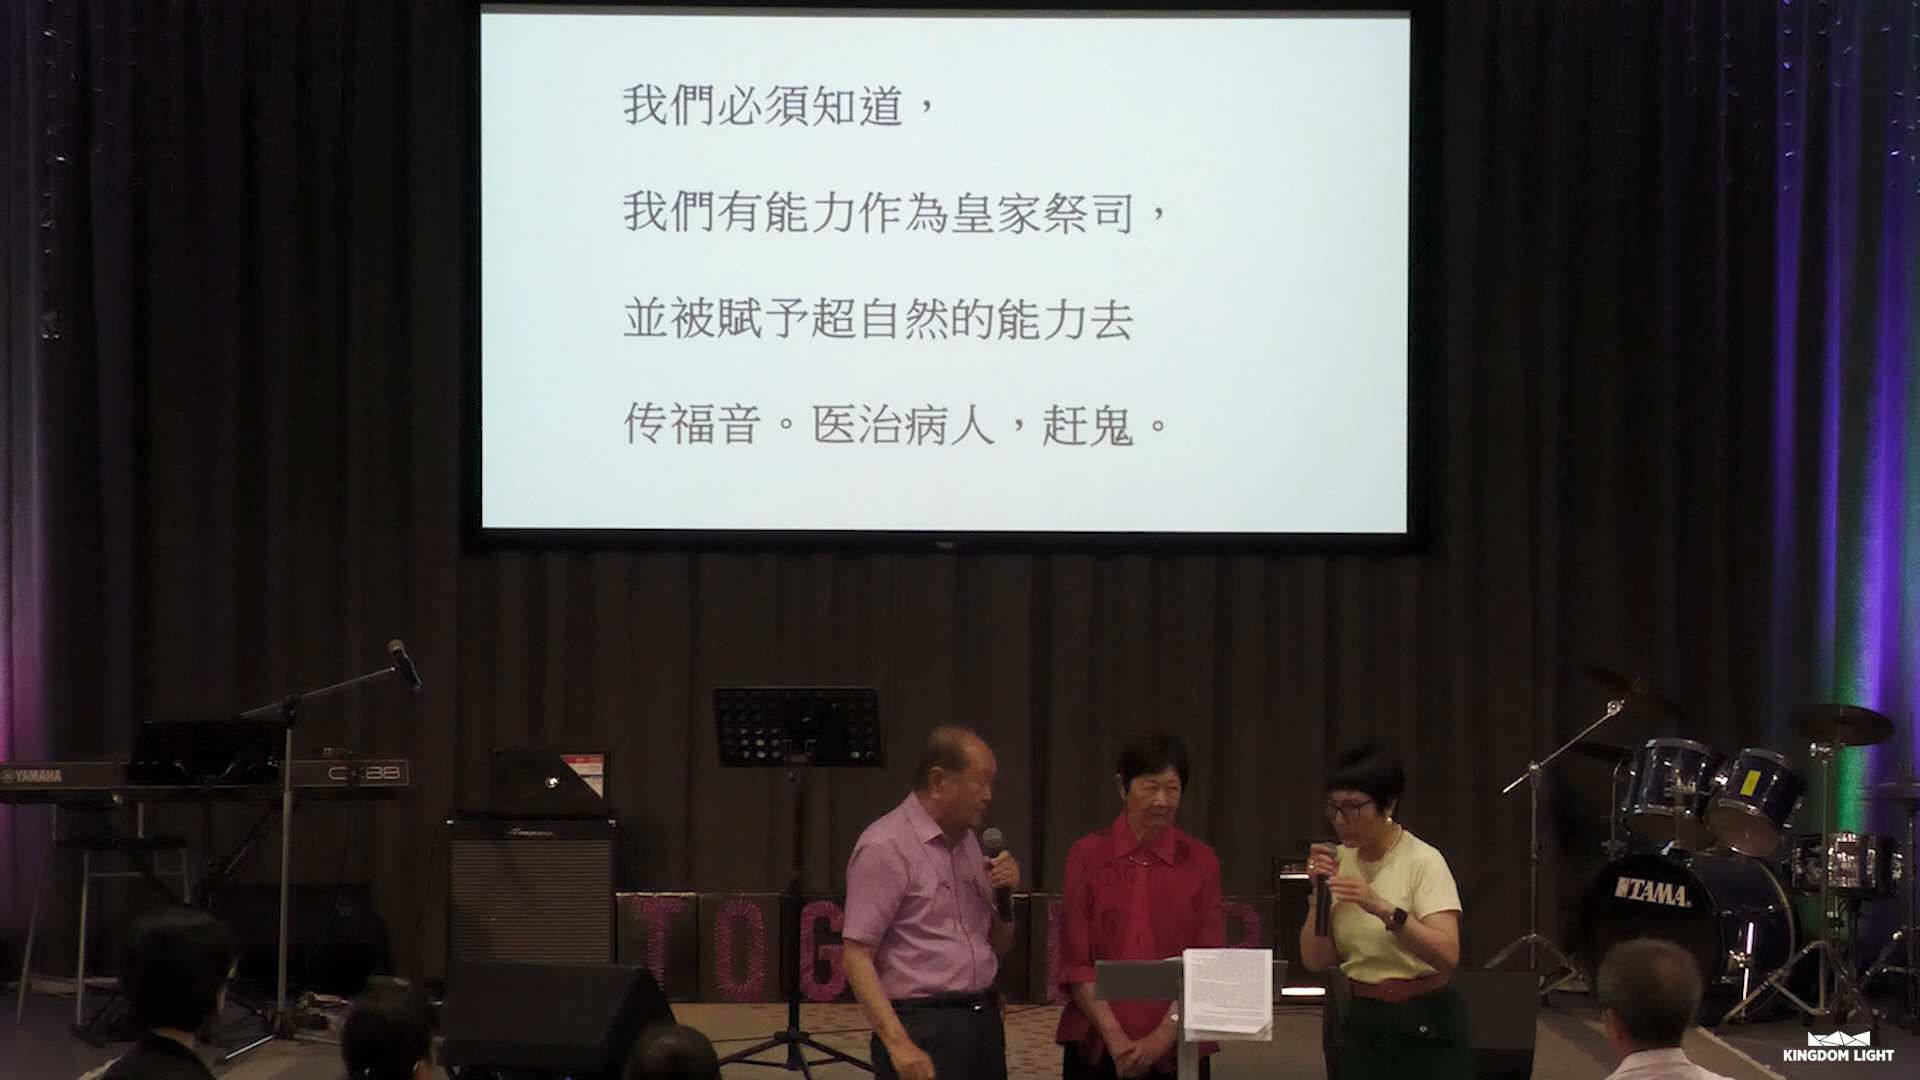 我們必須知道，
我們有能力作為皇家祭司，
並被賦予超自然的能力去
传福音。医治病人，赶鬼。
YAMAHA
CK88
TOG
TAMA
KINGDOM LIGHT